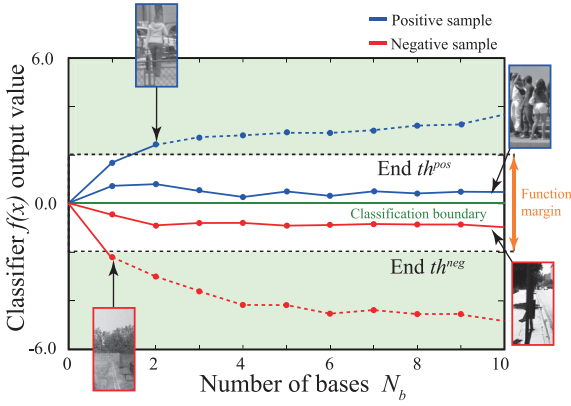 Positive sample
Negative sample
6.0
End th^pos
0.0
Classification boundary
Function
margin
End th^neg
-6.0
0
2
4
6
8
10
Number of bases N_b
Classifier f(x) output value